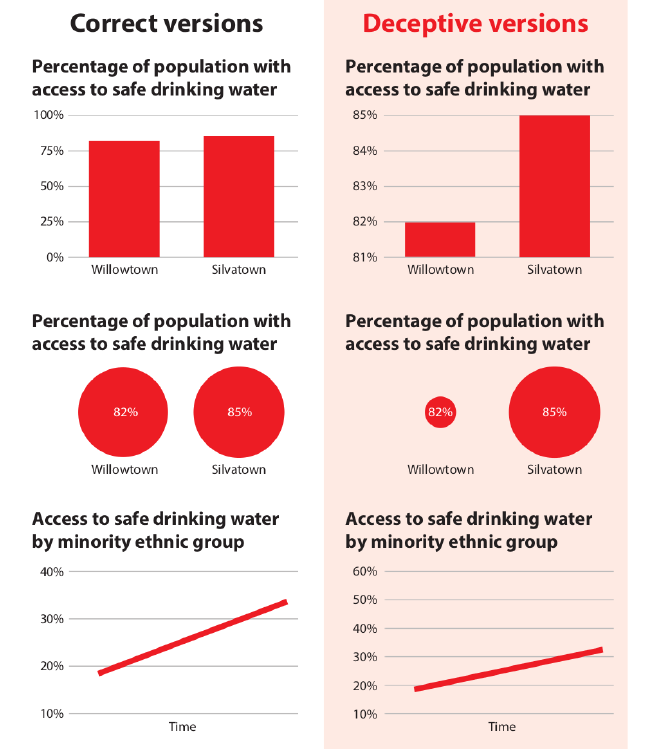 Correct versions
Deceptive versions
Percentage of population with
access to safe drinking water
100%
75%
50%
25%
0%
Willowtown
Silvatown
Percentage of population with
access to safe drinking water
85%
84%
83%
82%
81%
Willowtown
Silvatown
Percentage of population with
access to safe drinking water
82%
85%
Willowtown
Silvatown
Percentage of population with
access to safe drinking water
82%
85%
Willowtown
Silvatown
Access to safe drinking water
by minority ethnic group
40%
30%
20%
10%
Time
Access to safe drinking water
by minority ethnic group
60%
50%
40%
30%
20%
10%
Time